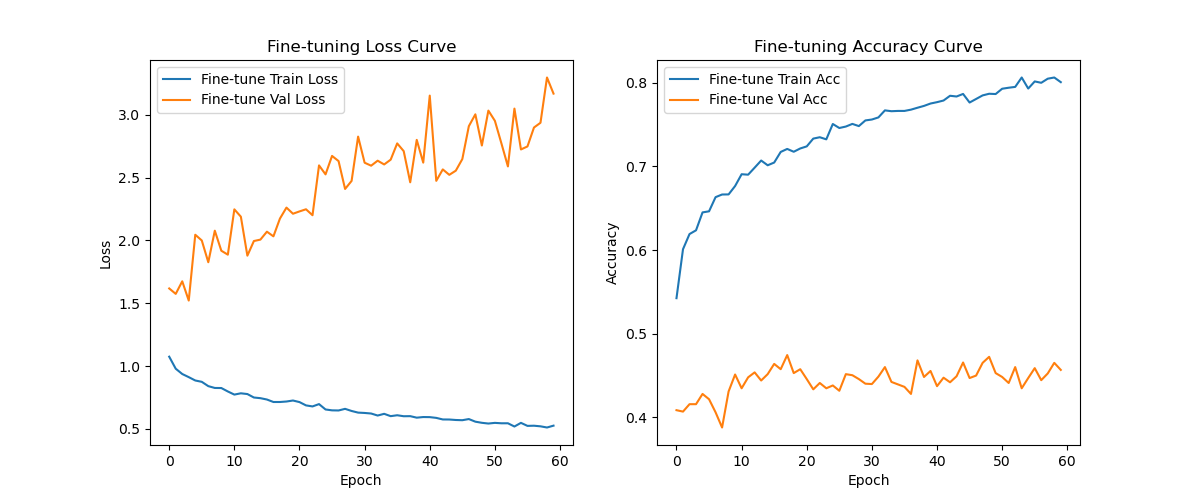 Fine-tuning Loss Curve
Fine-tune Train Loss
Fine-tune Val Loss
Loss
3.0
2.5
2.0
1.5
1.0
0.5
0 10 20 30 40 50 60
Epoch
Fine-tuning Accuracy Curve
Fine-tune Train Acc
Fine-tune Val Acc
Accuracy
0.8
0.7
0.6
0.5
0.4
0 10 20 30 40 50 60
Epoch